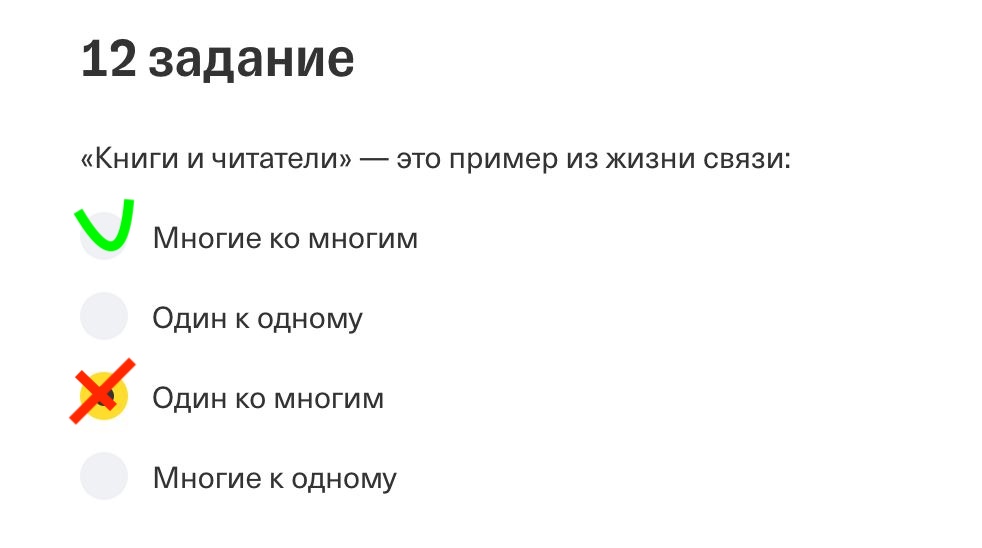 12 задание
«Книги и читатели» — это пример из жизни связи:
Многие ко многим
Один к одному
Один ко многим
Многие к одному